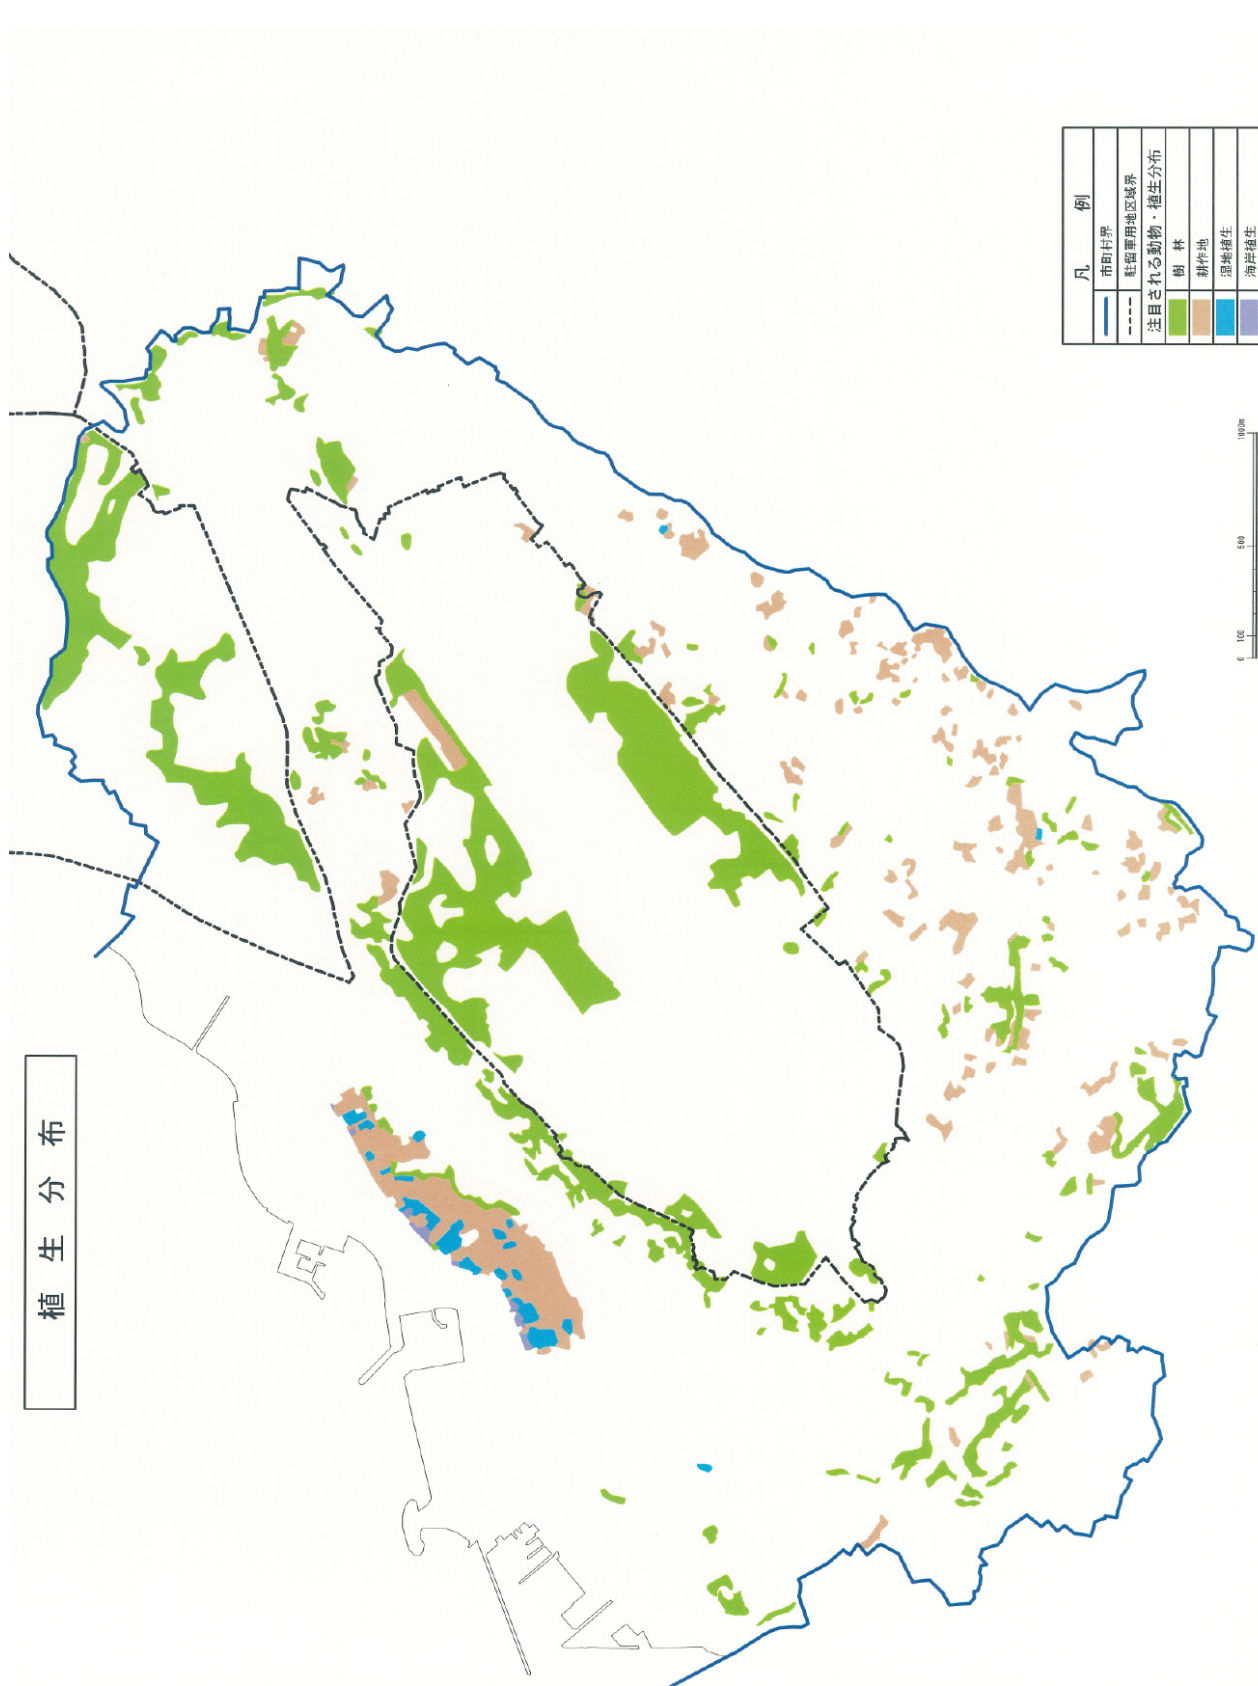 植生分布
凡例
市町村界
駐留軍用地区域界
注目される動物・植生分布
樹林
耕作地
湿地植生
海岸植生
0 100 500 1000m